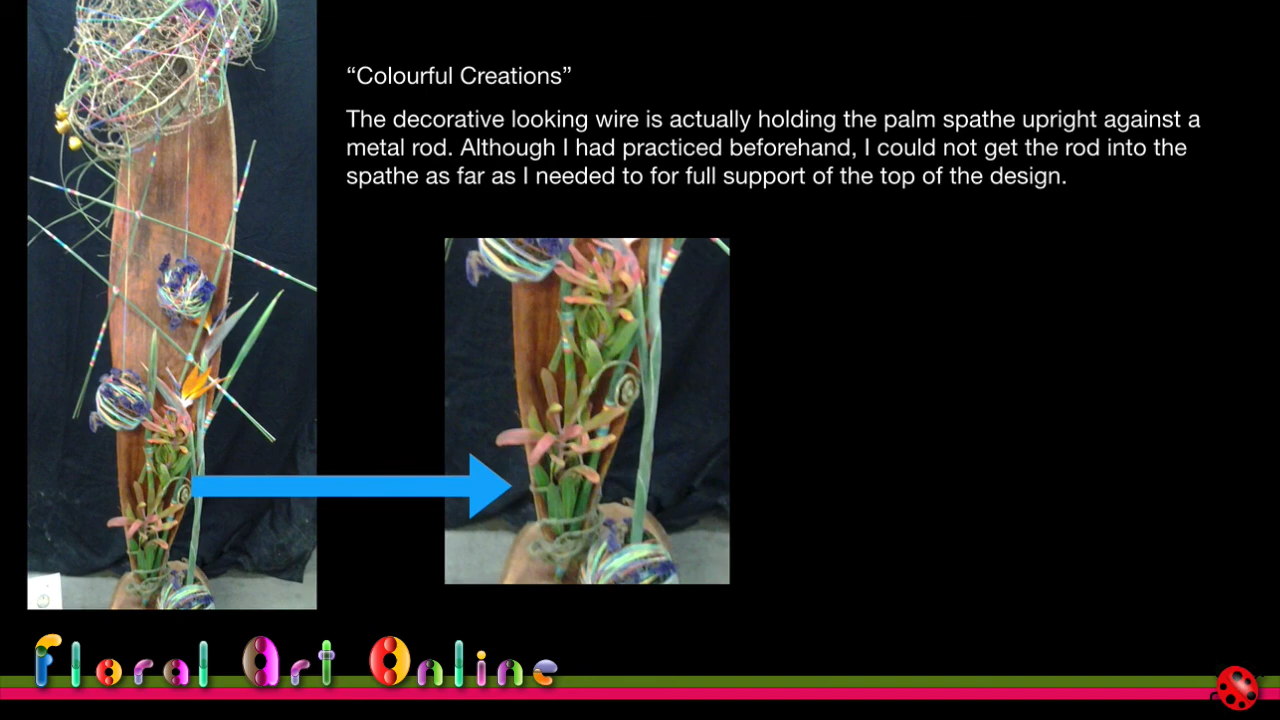 “Colourful Creations”
The decorative looking wire is actually holding the palm spathe upright against a
metal rod. Although I had practiced beforehand, I could not get the rod into the
spathe as far as I needed to for full support of the top of the design.
Floral Art Online